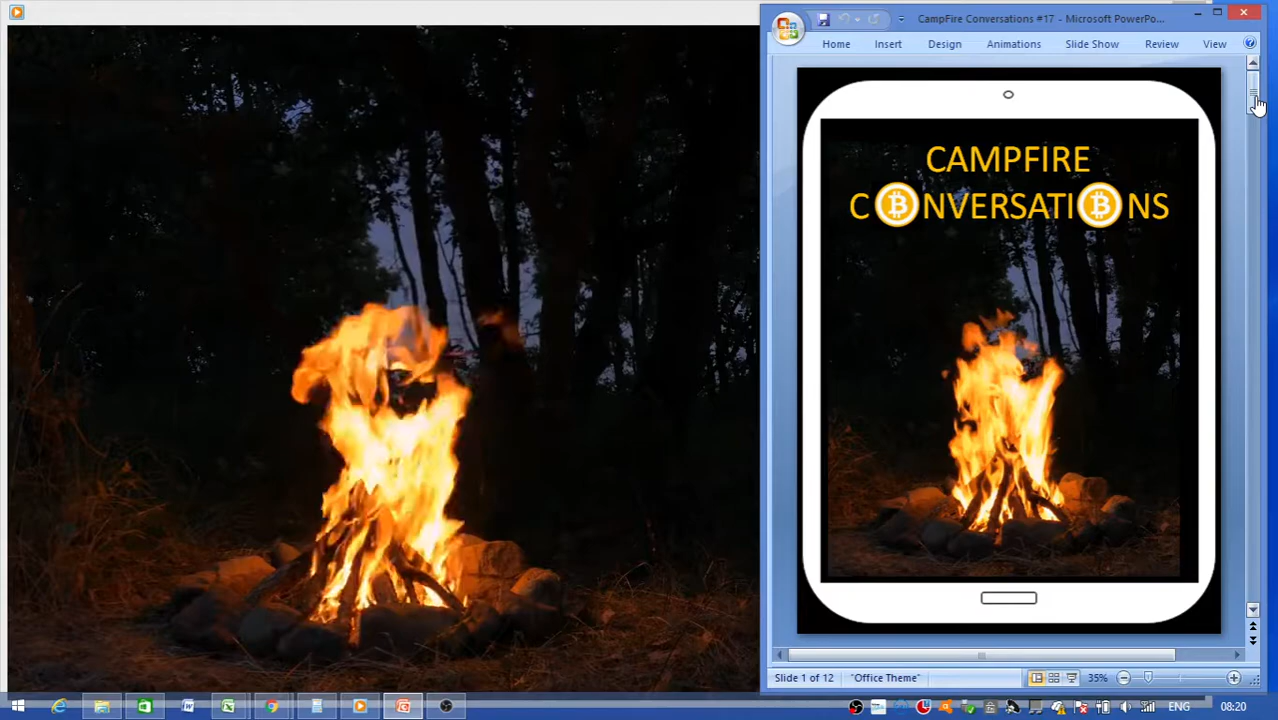 CampFire Conversations #17 - Microsoft PowerPo...
Home Insert Design Animations Slide Show Review View
CAMPFIRE
C₿NVERSATI₿NS
Slide 1 of 12 "Office Theme" 35%
ENG 08:20